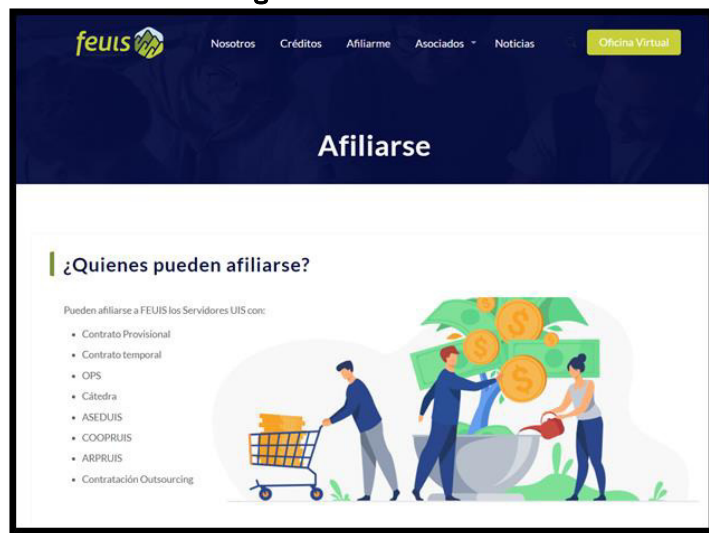 feuis
Nosotros Créditos Afiliarme Asociados Noticias Oficina Virtual
Afiliarse
¿Quienes pueden afiliarse?
Pueden afiliarse a FEUIS los Servidores UIS con:
• Contrato Provisional
• Contrato temporal
• OPS
• Cátedra
• ASEDUIS
• COOPRUIS
• ARPRUIS
• Contratación Outsourcing
$
$
$
$